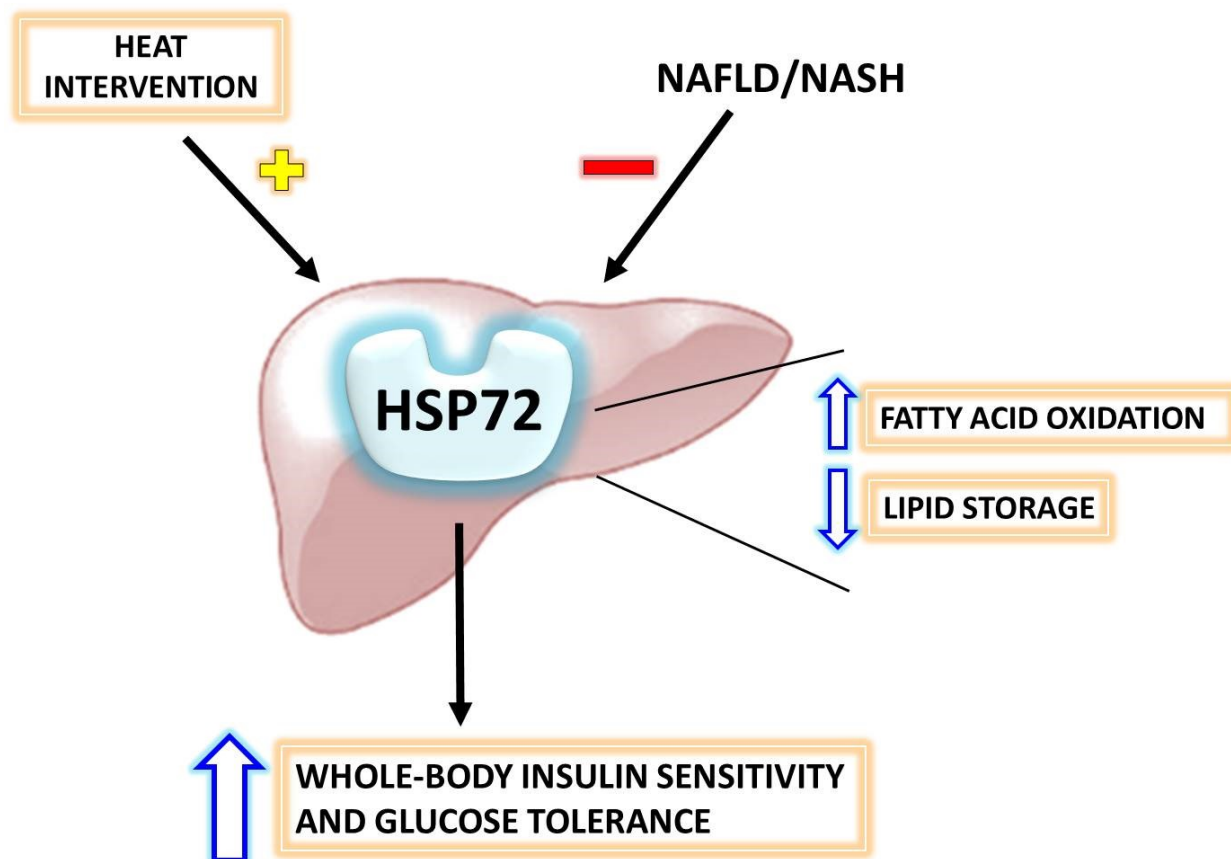 HEAT
INTERVENTION
NAFLD/NASH
HSP72
FATTY ACID OXIDATION
LIPID STORAGE
WHOLE-BODY INSULIN SENSITIVITY
AND GLUCOSE TOLERANCE